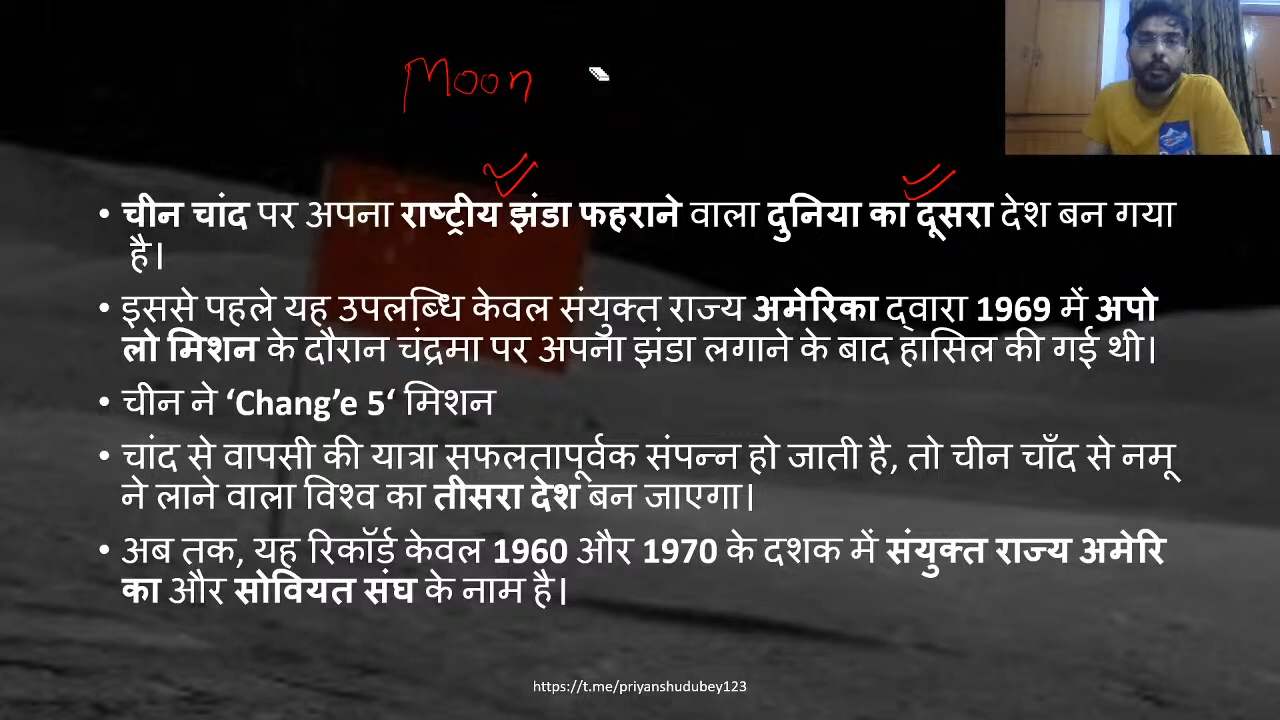 Moon
• चीन चांद पर अपना राष्ट्रीय झंडा फहराने वाला दुनिया का दूसरा देश बन गया
है।
• इससे पहले यह उपलब्धि केवल संयुक्त राज्य अमेरिका द्वारा 1969 में अपो
लो मिशन के दौरान चंद्रमा पर अपना झंडा लगाने के बाद हासिल की गई थी।
• चीन ने ‘Chang’e 5‘ मिशन
• चांद से वापसी की यात्रा सफलतापूर्वक संपन्न हो जाती है, तो चीन चाँद से नमू
ने लाने वाला विश्व का तीसरा देश बन जाएगा।
• अब तक, यह रिकॉर्ड केवल 1960 और 1970 के दशक में संयुक्त राज्य अमेरि
का और सोवियत संघ के नाम है।
https://t.me/priyanshudubey123